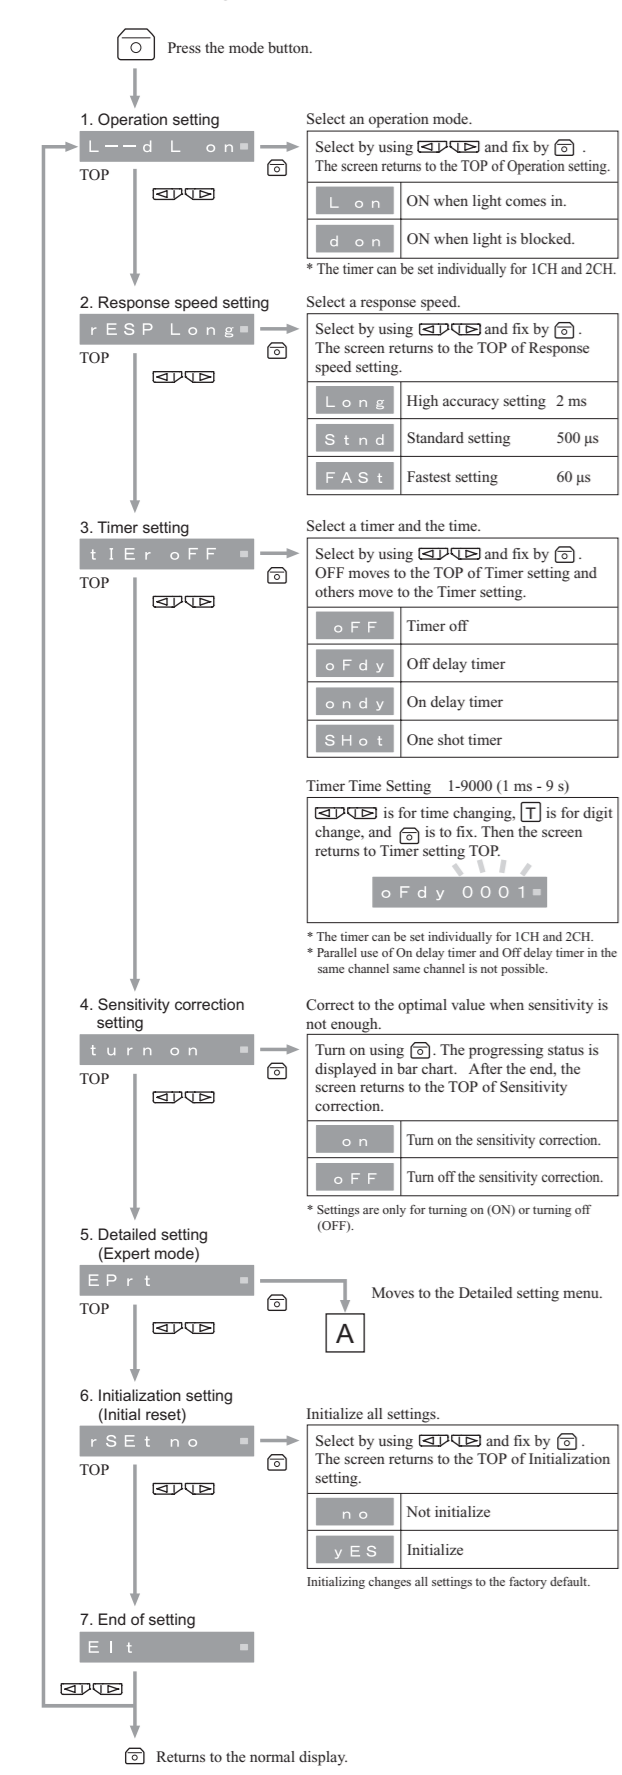 Press the mode button.
1. Operation setting
L--d L on
TOP
Select an operation mode.
Select by using and fix by .
The screen returns to the TOP of Operation setting.
L on
ON when light comes in.
d on
ON when light is blocked.
* The timer can be set individually for 1CH and 2CH.
2. Response speed setting
rESP Long
TOP
Select a response speed.
Select by using and fix by .
The screen returns to the TOP of Response
speed setting.
Long
High accuracy setting 2 ms
Stnd
Standard setting 500 μs
FASt
Fastest setting 60 μs
3. Timer setting
tIEr oFF
TOP
Select a timer and the time.
Select by using and fix by .
OFF moves to the TOP of Timer setting and
others move to the Timer setting.
oFF
Timer off
oFdy
Off delay timer
ondy
On delay timer
SHot
One shot timer
Timer Time Setting 1-9000 (1 ms - 9 s)
is for time changing, T is for digit
change, and is to fix. Then the screen
returns to Timer setting TOP.
oFdy 0001
* The timer can be set individually for 1CH and 2CH.
* Parallel use of On delay timer and Off delay timer in the
same channel same channel is not possible.
4. Sensitivity correction
setting
turn on
TOP
Correct to the optimal value when sensitivity is
not enough.
Turn on using . The progressing status is
displayed in bar chart. After the end, the
screen returns to the TOP of Sensitivity
correction.
on
Turn on the sensitivity correction.
oFF
Turn off the sensitivity correction.
* Settings are only for turning on (ON) or turning off
(OFF).
5. Detailed setting
(Expert mode)
EPrt
TOP
Moves to the Detailed setting menu.
A
6. Initialization setting
(Initial reset)
rSEt no
TOP
Initialize all settings.
Select by using and fix by .
The screen returns to the TOP of Initialization
setting.
no
Not initialize
yES
Initialize
Initializing changes all settings to the factory default.
7. End of setting
EIt
Returns to the normal display.